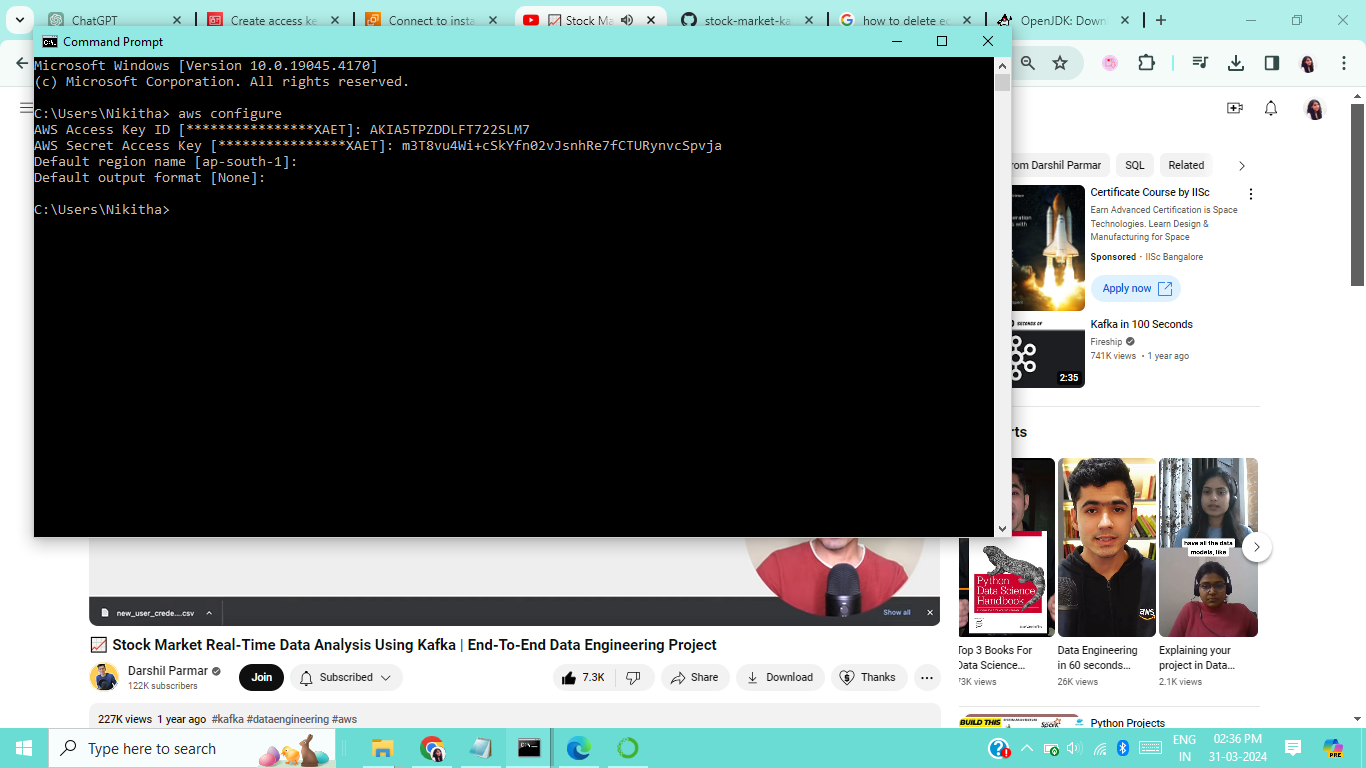 ChatGPT
Create access ke
Connect to insta
Stock Ma
stock-market-ka
how to delete ec
OpenJDK: Down
Command Prompt
Microsoft Windows [Version 10.0.19045.4170]
(c) Microsoft Corporation. All rights reserved.
C:\Users\Nikitha> aws configure
AWS Access Key ID [****************XAET]: AKIA5TPZDDLFT722SLM7
AWS Secret Access Key [****************XAET]: 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
Default region name [ap-south-1]:
Default output format [None]:
C:\Users\Nikitha>
rom Darshil Parmar
SQL
Related
Certificate Course by IISc
Earn Advanced Certification is Space
Technologies. Learn Design &
Manufacturing for Space
Sponsored · IISc Bangalore
Apply now
Kafka in 100 Seconds
Fireship
741K views • 1 year ago
2:35
rts
Python
Data Science
Handbook
aws
have all the data
models, like
Top 3 Books For
Data Science...
73K views
Data Engineering
in 60 seconds...
26K views
Explaining your
project in Data...
2.1K views
new_user_crede....csv
Show all
📈 Stock Market Real-Time Data Analysis Using Kafka | End-To-End Data Engineering Project
Darshil Parmar
122K subscribers
Join
Subscribed
7.3K
Share
Download
Thanks
227K views 1 year ago #kafka #dataengineering #aws
BUILD THIS
Spark
Python Projects
Type here to search
ENG
IN
02:36 PM
31-03-2024
PRE